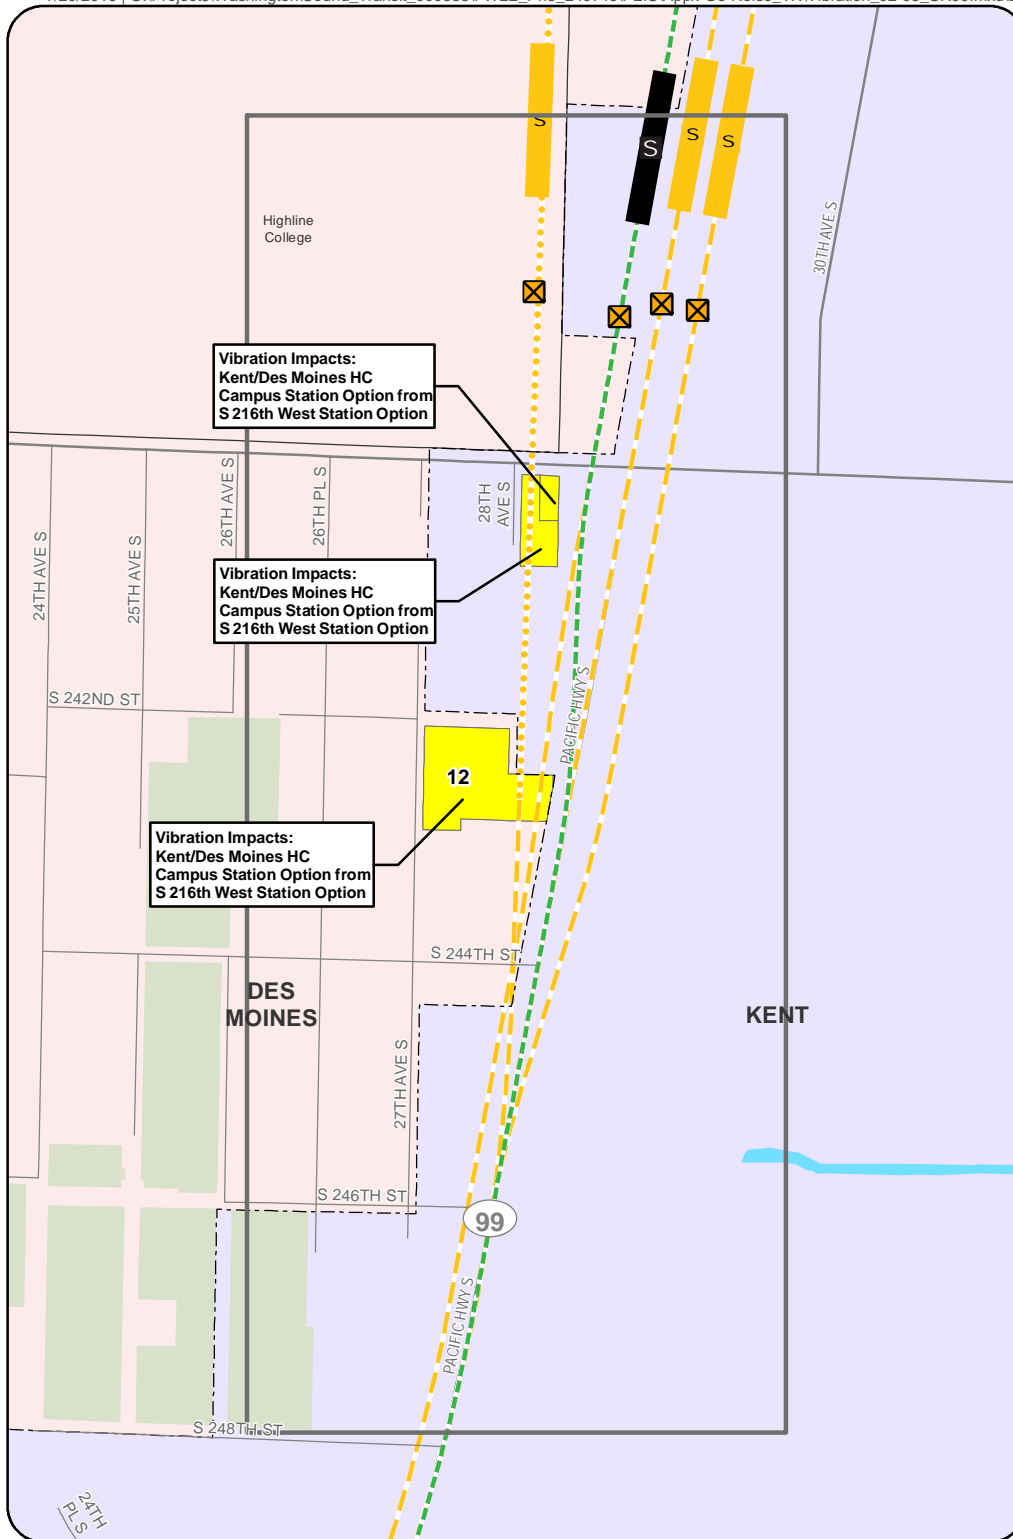 S
S
S
S
Highline
College
30TH AVE S
Vibration Impacts:
Kent/Des Moines HC
Campus Station Option from
S 216th West Station Option
24TH AVE S
25TH AVE S
26TH AVE S
26TH PL S
28TH
AVE S
Vibration Impacts:
Kent/Des Moines HC
Campus Station Option from
S 216th West Station Option
S 242ND ST
PACIFIC HWY S
12
Vibration Impacts:
Kent/Des Moines HC
Campus Station Option from
S 216th West Station Option
S 244TH ST
DES
MOINES
KENT
27TH AVE S
S 246TH ST
99
PACIFIC HWY S
S 248TH ST
24TH
PL S